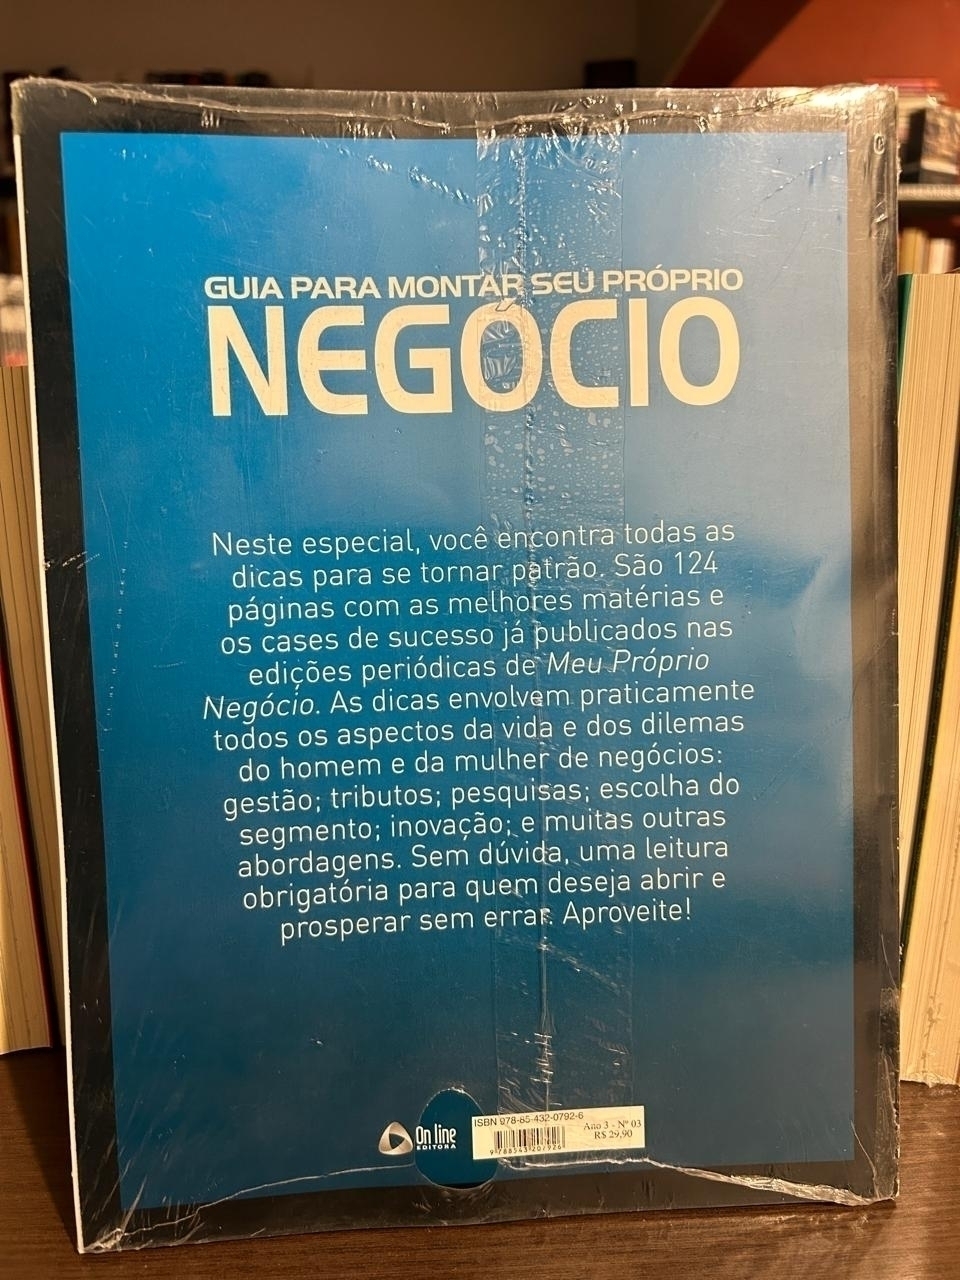 GUIA PARA MONTAR SEU PRÓPRIO
NEGÓCIO
Neste especial, você encontra todas as
dicas para se tornar patrão. São 124
páginas com as melhores matérias e
os cases de sucesso já publicados nas
edições periódicas de Meu Próprio
Negócio. As dicas envolvem praticamente
todos os aspectos da vida e dos dilemas
do homem e da mulher de negócios:
gestão; tributos; pesquisas; escolha do
segmento; inovação; e muitas outras
abordagens. Sem dúvida, uma leitura
obrigatória para quem deseja abrir e
prosperar sem errar. Aproveite!
On line
EDITORA
ISBN 978-85-432-0792-6
Ano 3 - Nº 03
R$ 29,90
9 788543 207926